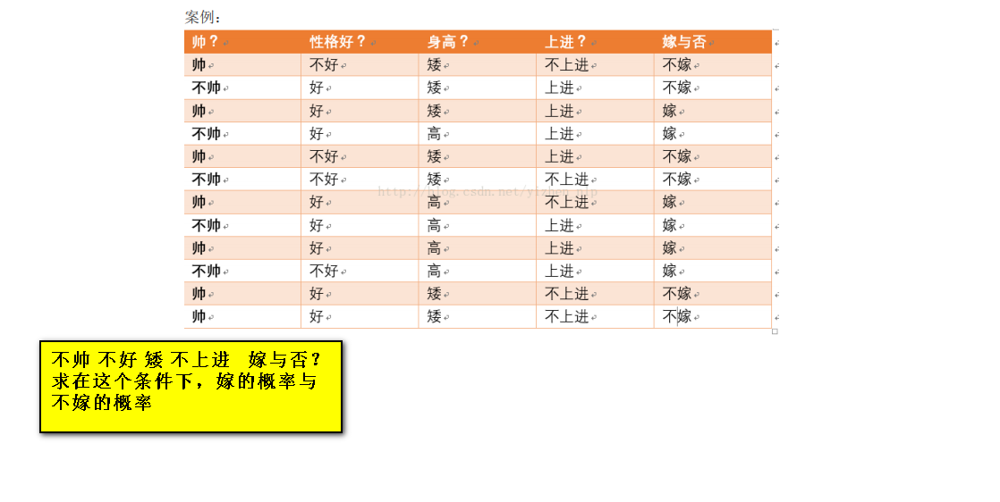 案例：
帅？ 性格好？ 身高？ 上进？ 嫁与否
帅 不好 矮 不上进 不嫁
不帅 好 矮 上进 不嫁
帅 好 矮 上进 嫁
不帅 好 高 上进 嫁
帅 不好 矮 上进 不嫁
不帅 不好 矮 不上进 不嫁
http://blog.csdn.net/yizhen_nlp
帅 好 高 不上进 嫁
不帅 好 高 上进 嫁
帅 好 高 上进 嫁
不帅 不好 高 上进 嫁
帅 好 矮 不上进 不嫁
帅 好 矮 不上进 不嫁
不帅 不好 矮 不上进 嫁与否？
求在这个条件下，嫁的概率与
不嫁的概率